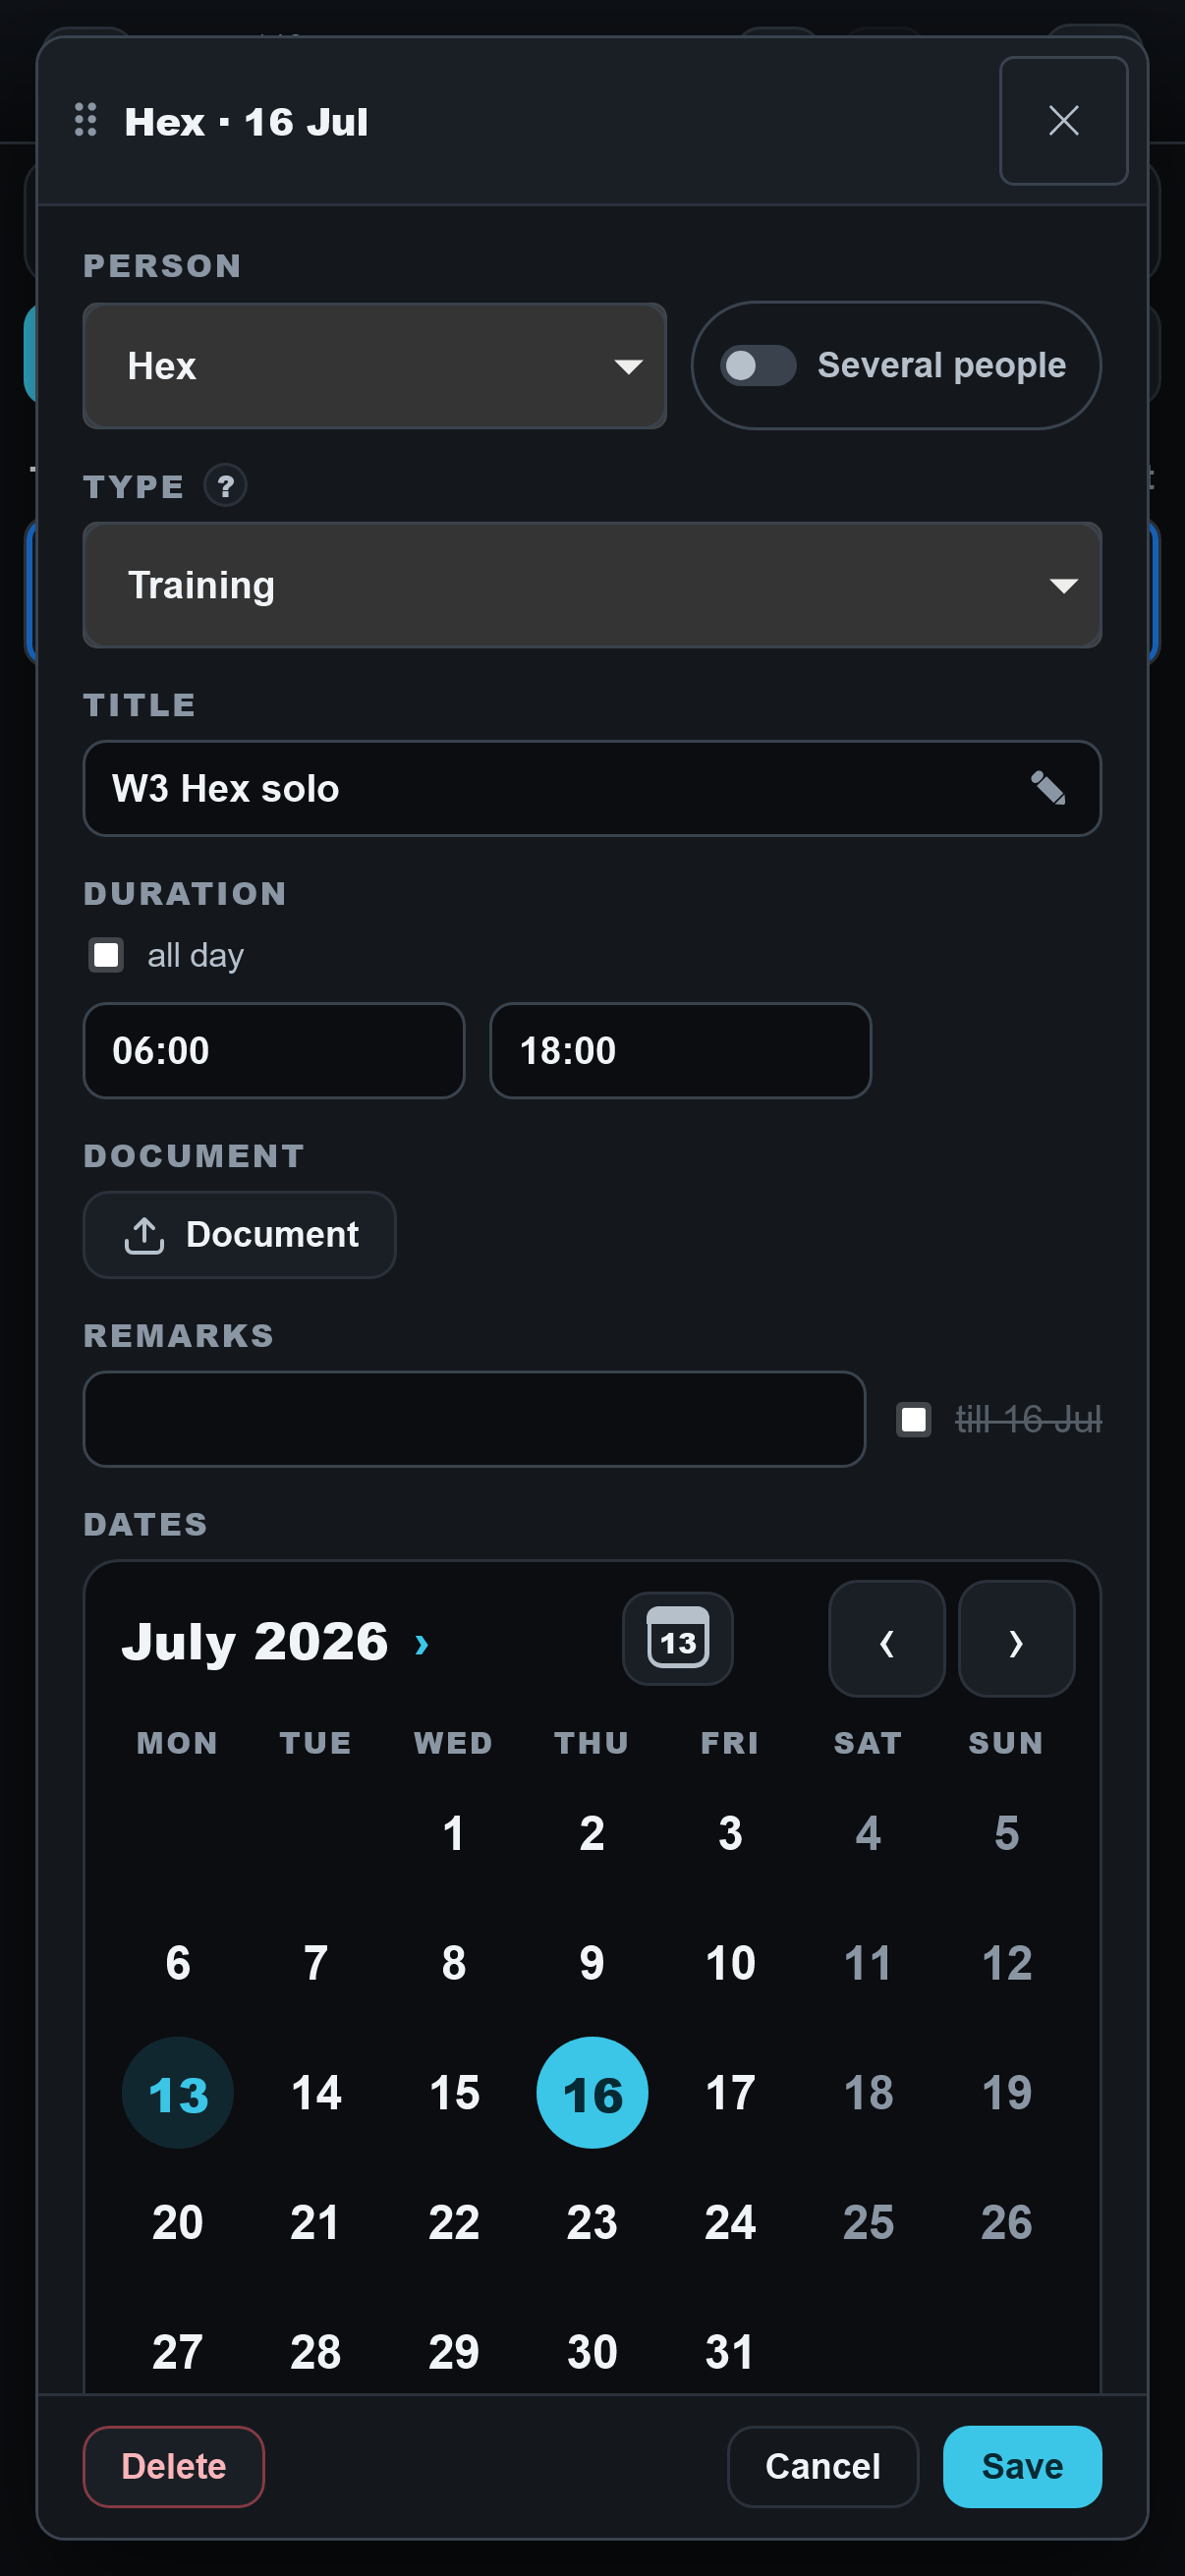 Hex · 16 Jul
PERSON
Hex
Several people
TYPE ?
Training
TITLE
W3 Hex solo
DURATION
all day
06:00 18:00
DOCUMENT
Document
REMARKS
till 16 Jul
DATES
July 2026 › 13 ‹ ›
MON TUE WED THU FRI SAT SUN
1 2 3 4 5
6 7 8 9 10 11 12
13 14 15 16 17 18 19
20 21 22 23 24 25 26
27 28 29 30 31
Delete Cancel Save